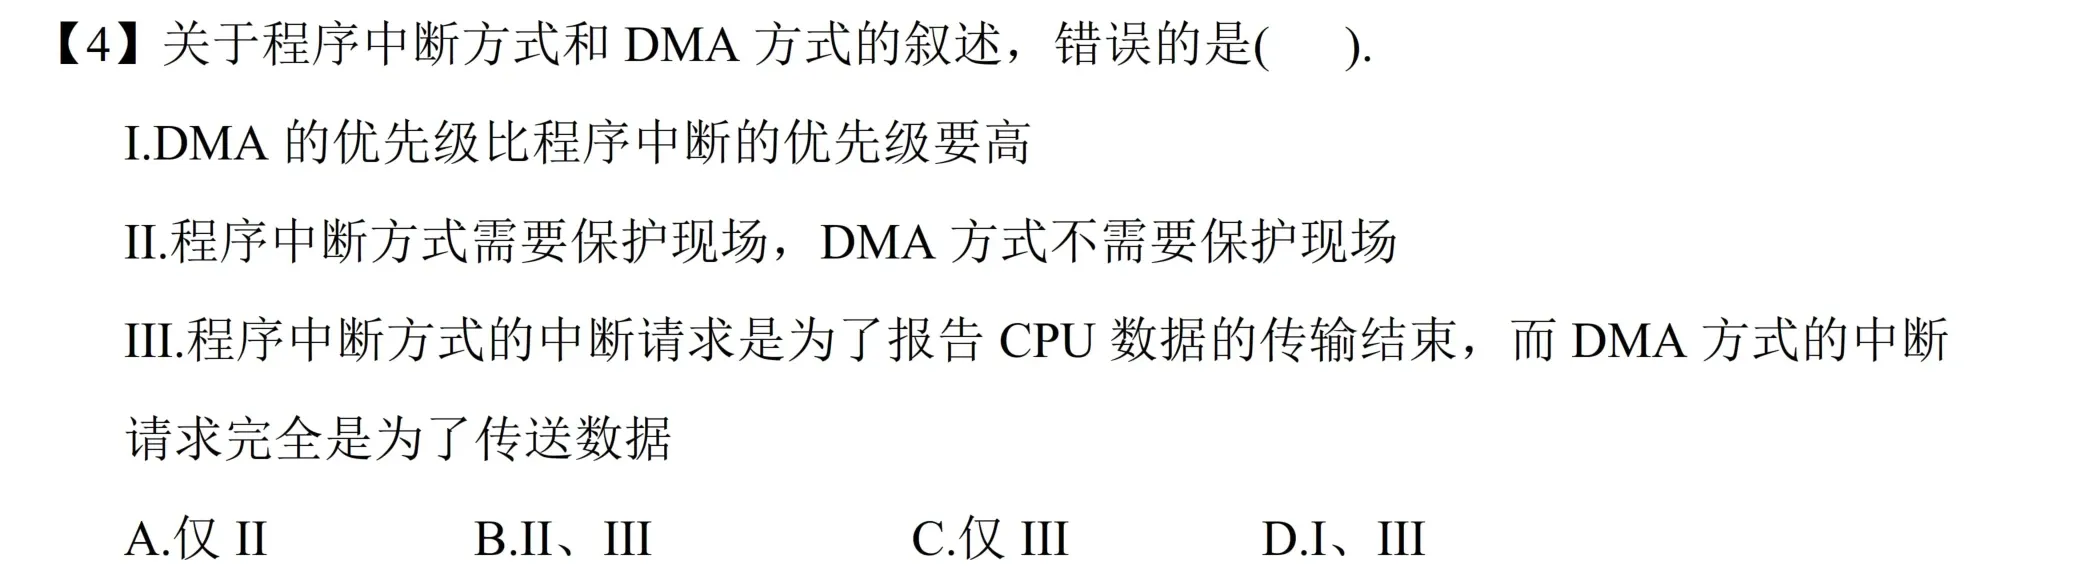 【4】关于程序中断方式和 DMA 方式的叙述，错误的是(     ).
I.DMA 的优先级比程序中断的优先级要高
II.程序中断方式需要保护现场，DMA 方式不需要保护现场
III.程序中断方式的中断请求是为了报告 CPU 数据的传输结束，而 DMA 方式的中断
请求完全是为了传送数据
A.仅 II B.II、III C.仅 III D.I、III